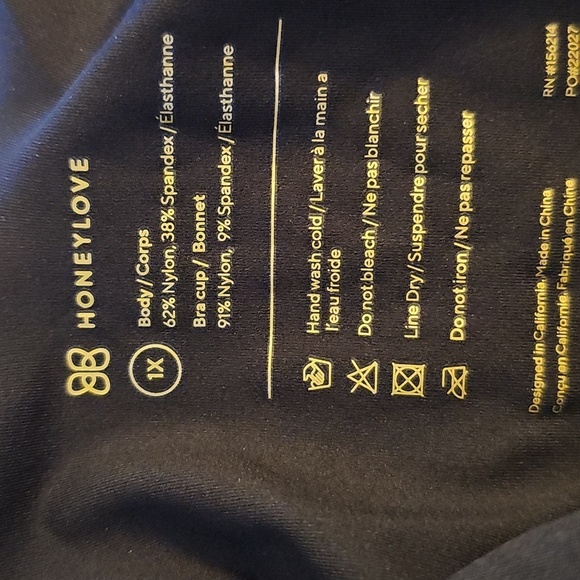 HONEYLOVE
1X
Body / Corps
62% Nylon, 38% Spandex / Élasthanne
Bra cup / Bonnet
91% Nylon, 9% Spandex / Élasthanne
Hand wash cold / Laver à la main a
l'eau froide
Do not bleach / Ne pas blanchir
Line Dry / Suspendre pour secher
Do not iron / Ne pas repasser
Designed in California, Made in China
Conçu en Californie, Fabriqué en China
RN #156214
PO#22027